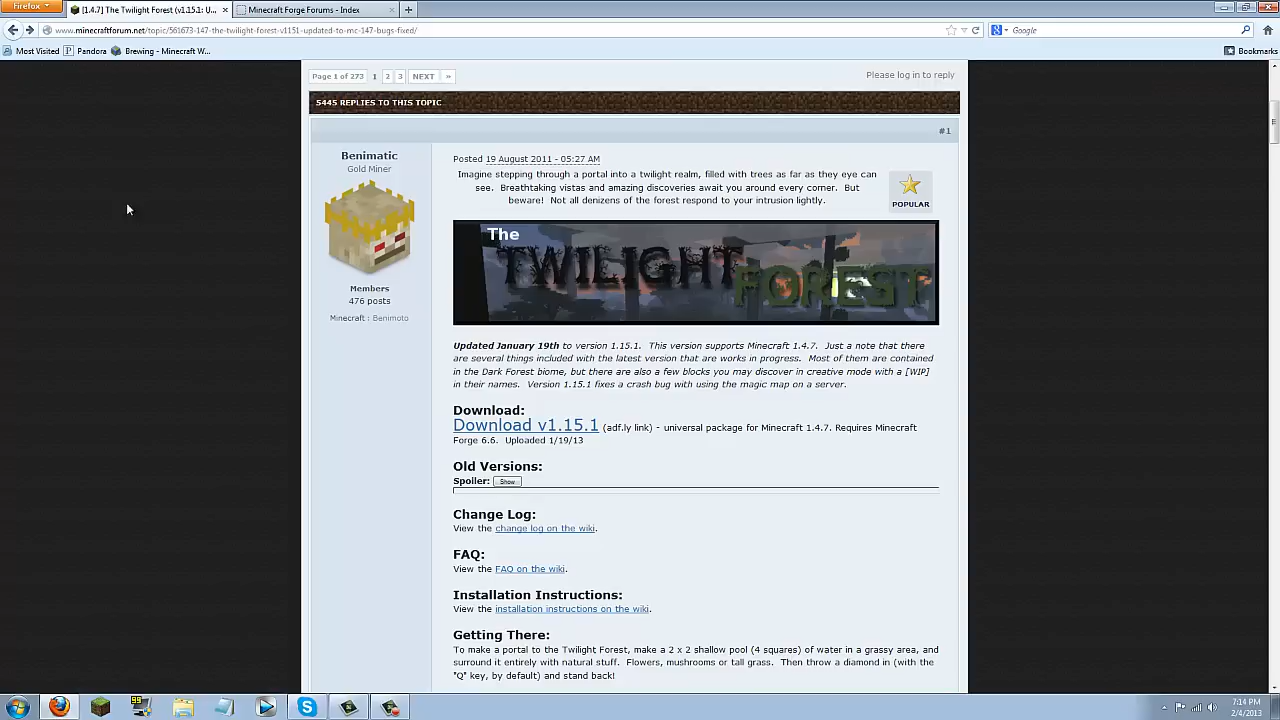 Firefox
[1.4.7] The Twilight Forest (v1.15.1: U...
Minecraft Forge Forums - Index
www.minecraftforum.net/topic/561673-147-the-twilight-forest-v1151-updated-to-mc-147-bugs-fixed/
Google
Most Visited
Pandora
Brewing - Minecraft W...
Bookmarks
Page 1 of 273 1 2 3 NEXT »
Please log in to reply
5445 REPLIES TO THIS TOPIC
#1
Benimatic
Gold Miner
Members
476 posts
Minecraft : Benimoto
Posted 19 August 2011 - 05:27 AM
Imagine stepping through a portal into a twilight realm, filled with trees as far as they eye can
see. Breathtaking vistas and amazing discoveries await you around every corner. But
beware! Not all denizens of the forest respond to your intrusion lightly.
POPULAR
The
TWILIGHT
FOREST
Updated January 19th to version 1.15.1. This version supports Minecraft 1.4.7. Just a note that there
are several things included with the latest version that are works in progress. Most of them are contained
in the Dark Forest biome, but there are also a few blocks you may discover in creative mode with a [WIP]
in their names. Version 1.15.1 fixes a crash bug with using the magic map on a server.
Download:
Download v1.15.1 (adf.ly link) - universal package for Minecraft 1.4.7. Requires Minecraft
Forge 6.6. Uploaded 1/19/13
Old Versions:
Spoiler: Show
Change Log:
View the change log on the wiki.
FAQ:
View the FAQ on the wiki.
Installation Instructions:
View the installation instructions on the wiki.
Getting There:
To make a portal to the Twilight Forest, make a 2 x 2 shallow pool (4 squares) of water in a grassy area, and
surround it entirely with natural stuff. Flowers, mushrooms or tall grass. Then throw a diamond in (with the
"Q" key, by default) and stand back!
7:14 PM
2/4/2013